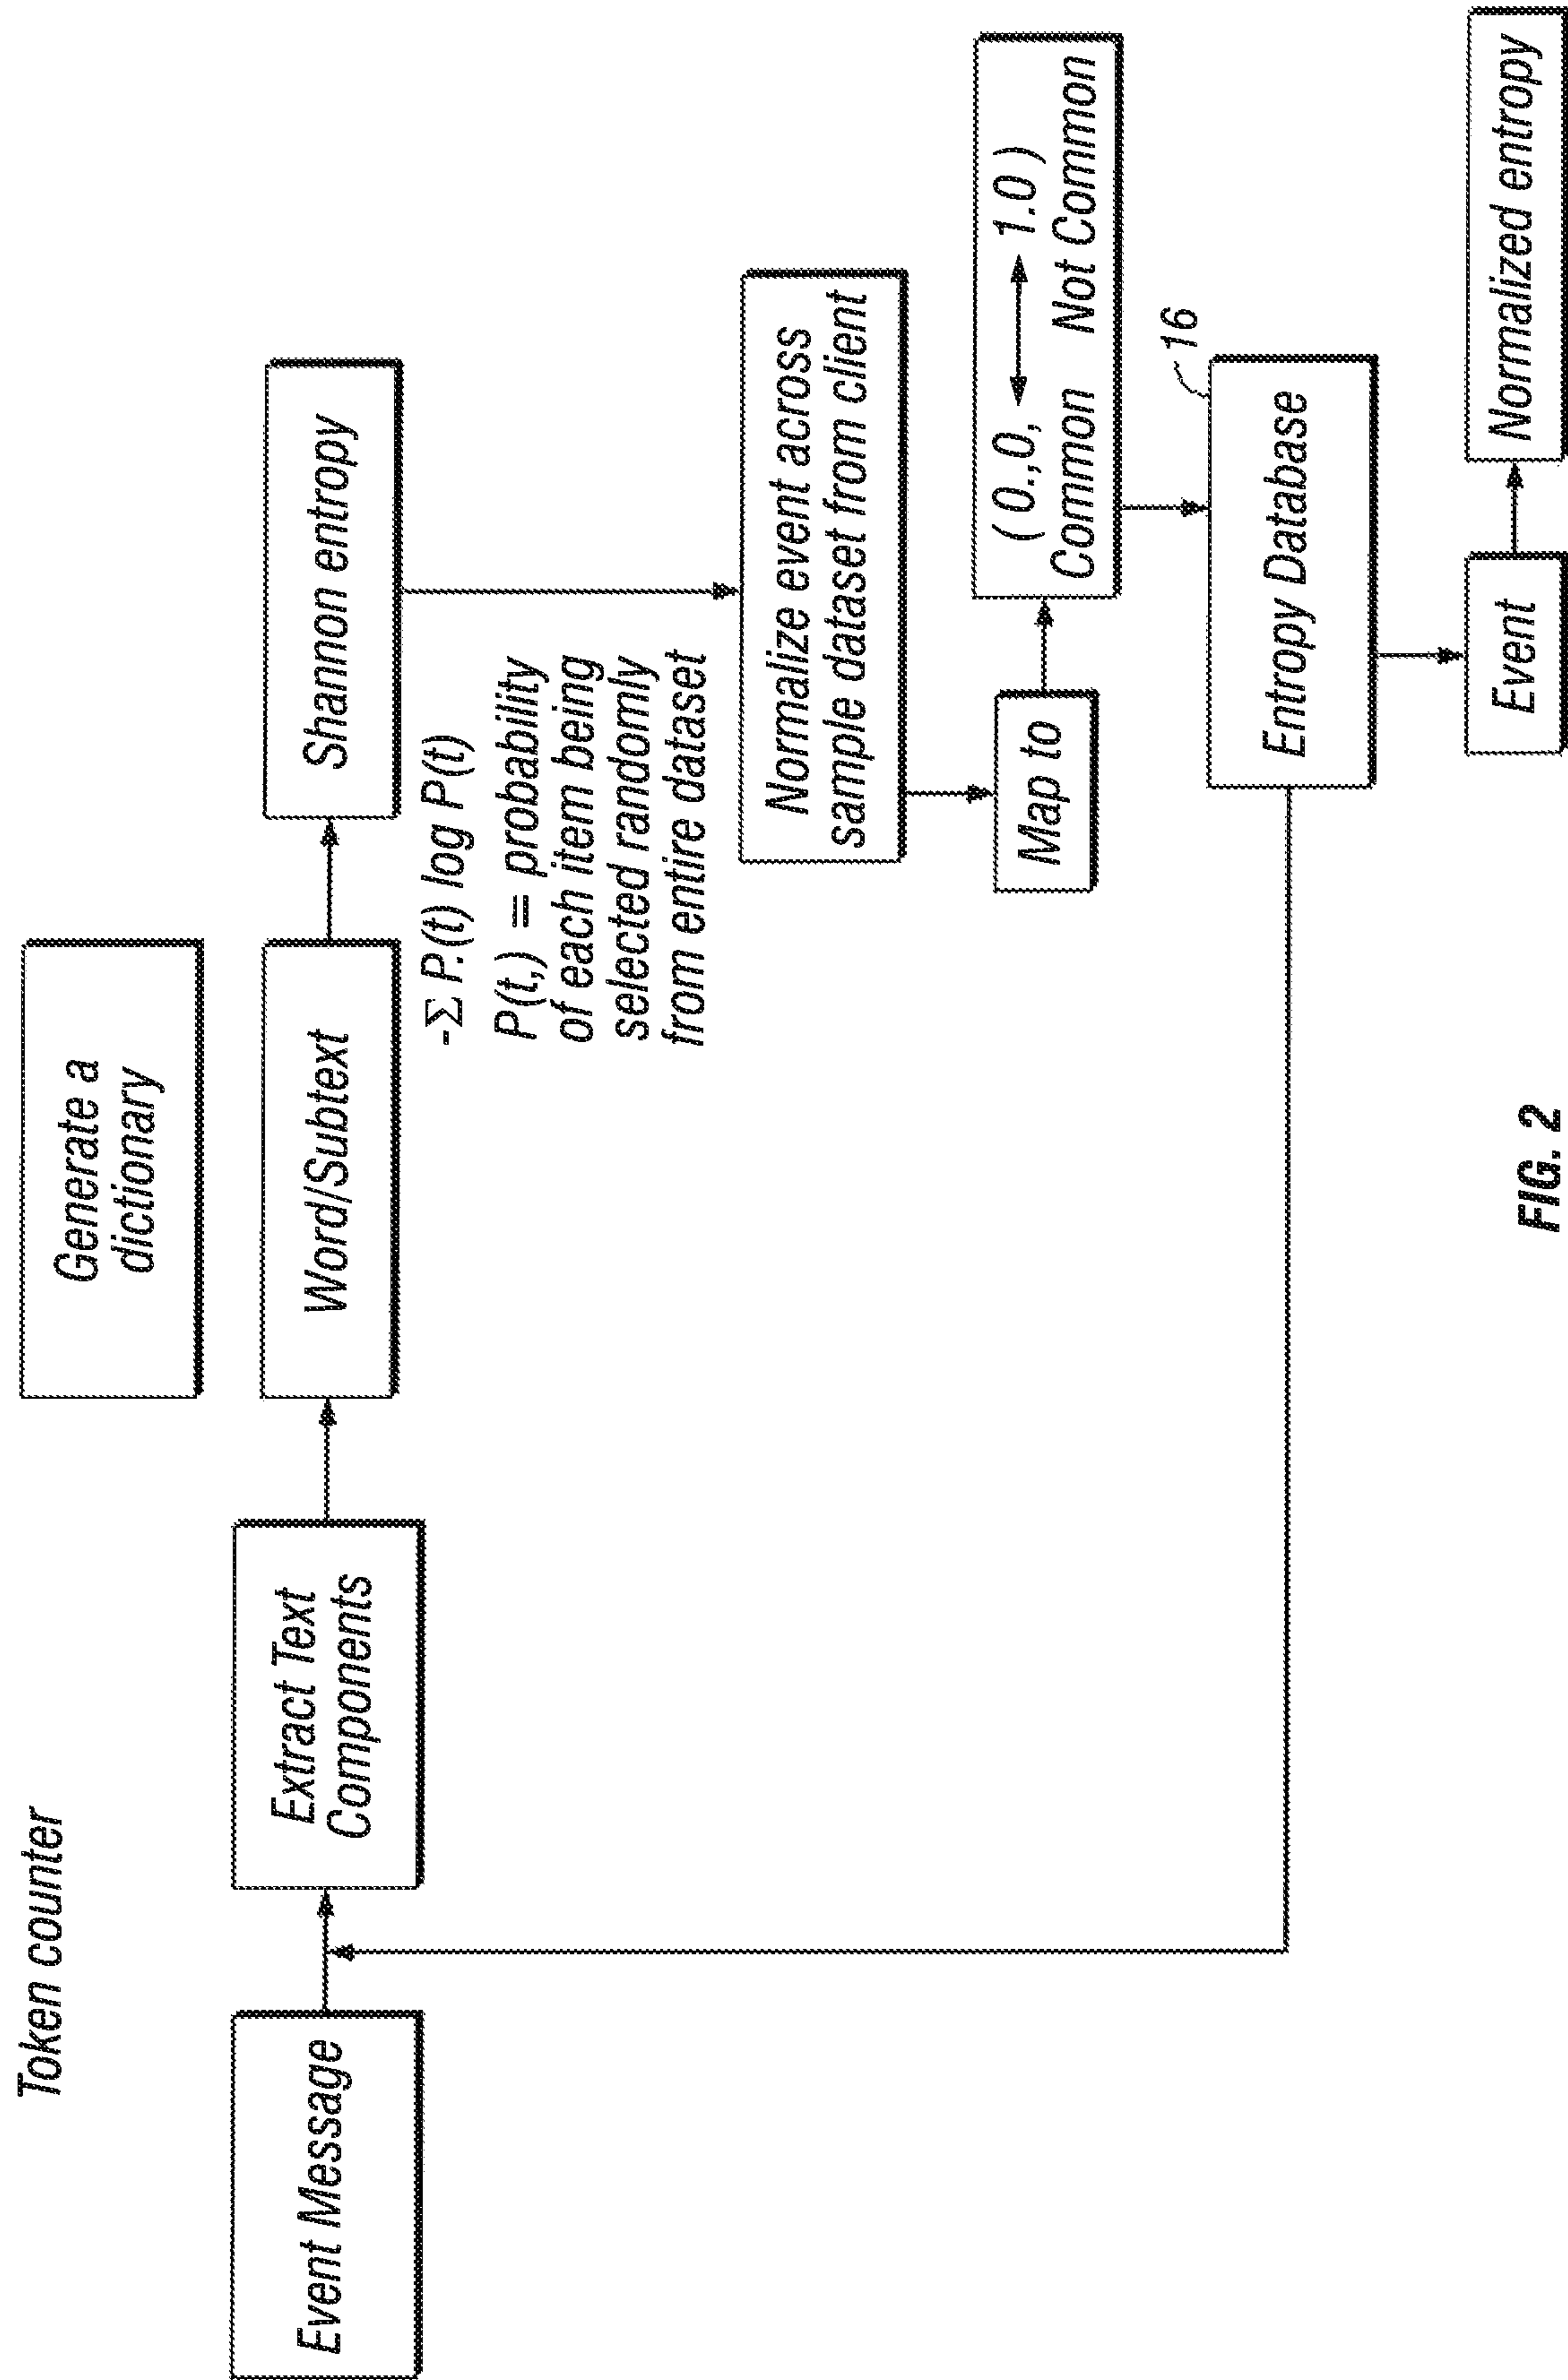 Token counter
Generate a
dictionary
Event Message
Extract Text
Components
Word/Subtext
Shannon entropy
-Σ P.(t) log P(t)
P(t,) = probability
of each item being
selected randomly
from entire dataset
Normalize event across
sample dataset from client
Map to
( 0.,0, 1.0 )
Common Not Common
16
Entropy Database
Event
Normalized entropy
FIG. 2